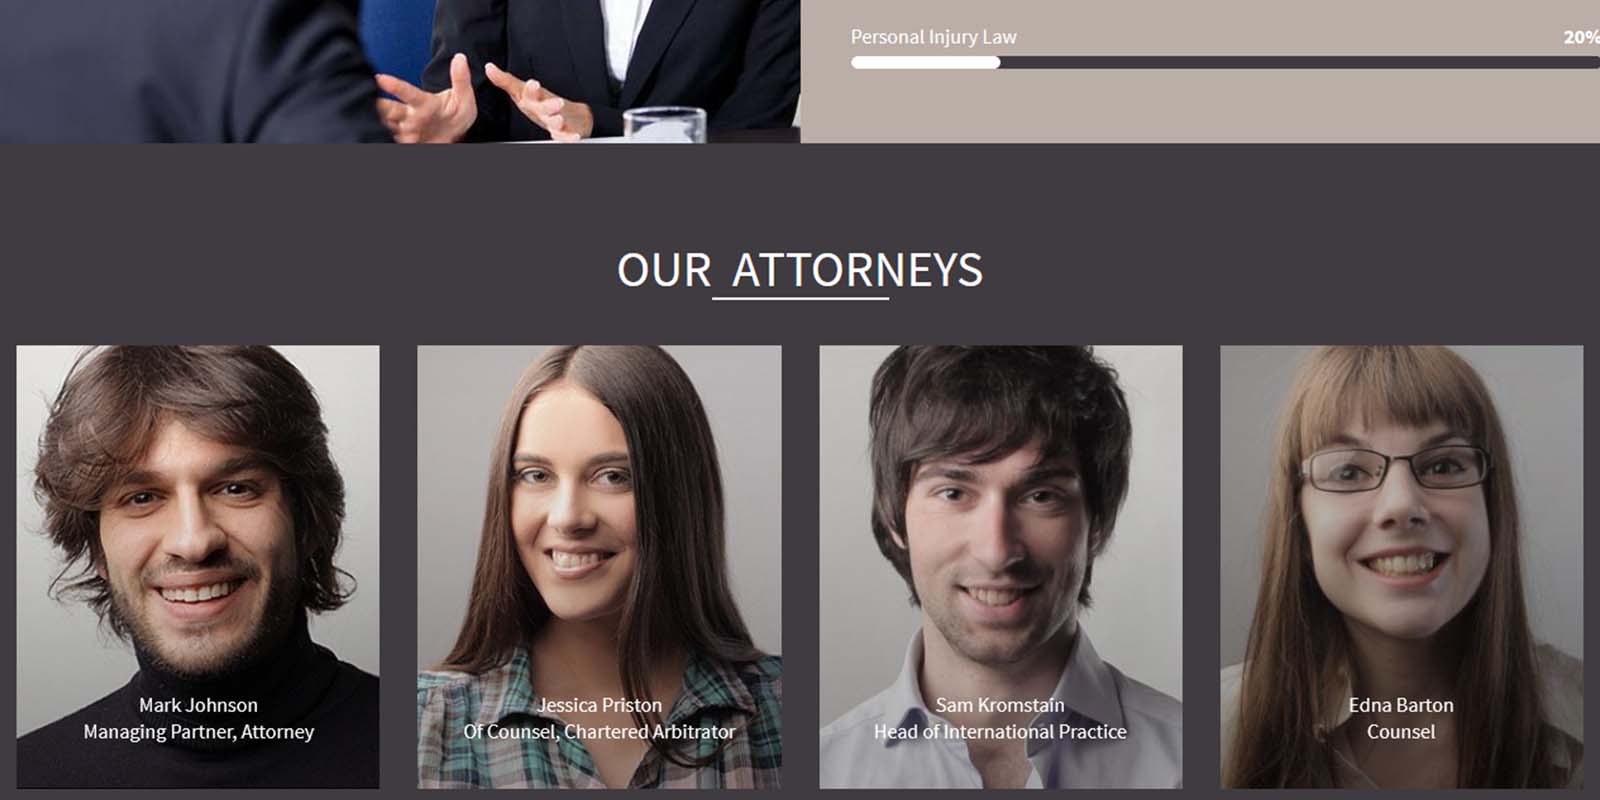 Personal Injury Law 20%
OUR ATTORNEYS
Mark Johnson
Managing Partner, Attorney
Jessica Priston
Of Counsel, Chartered Arbitrator
Sam Kromstain
Head of International Practice
Edna Barton
Counsel